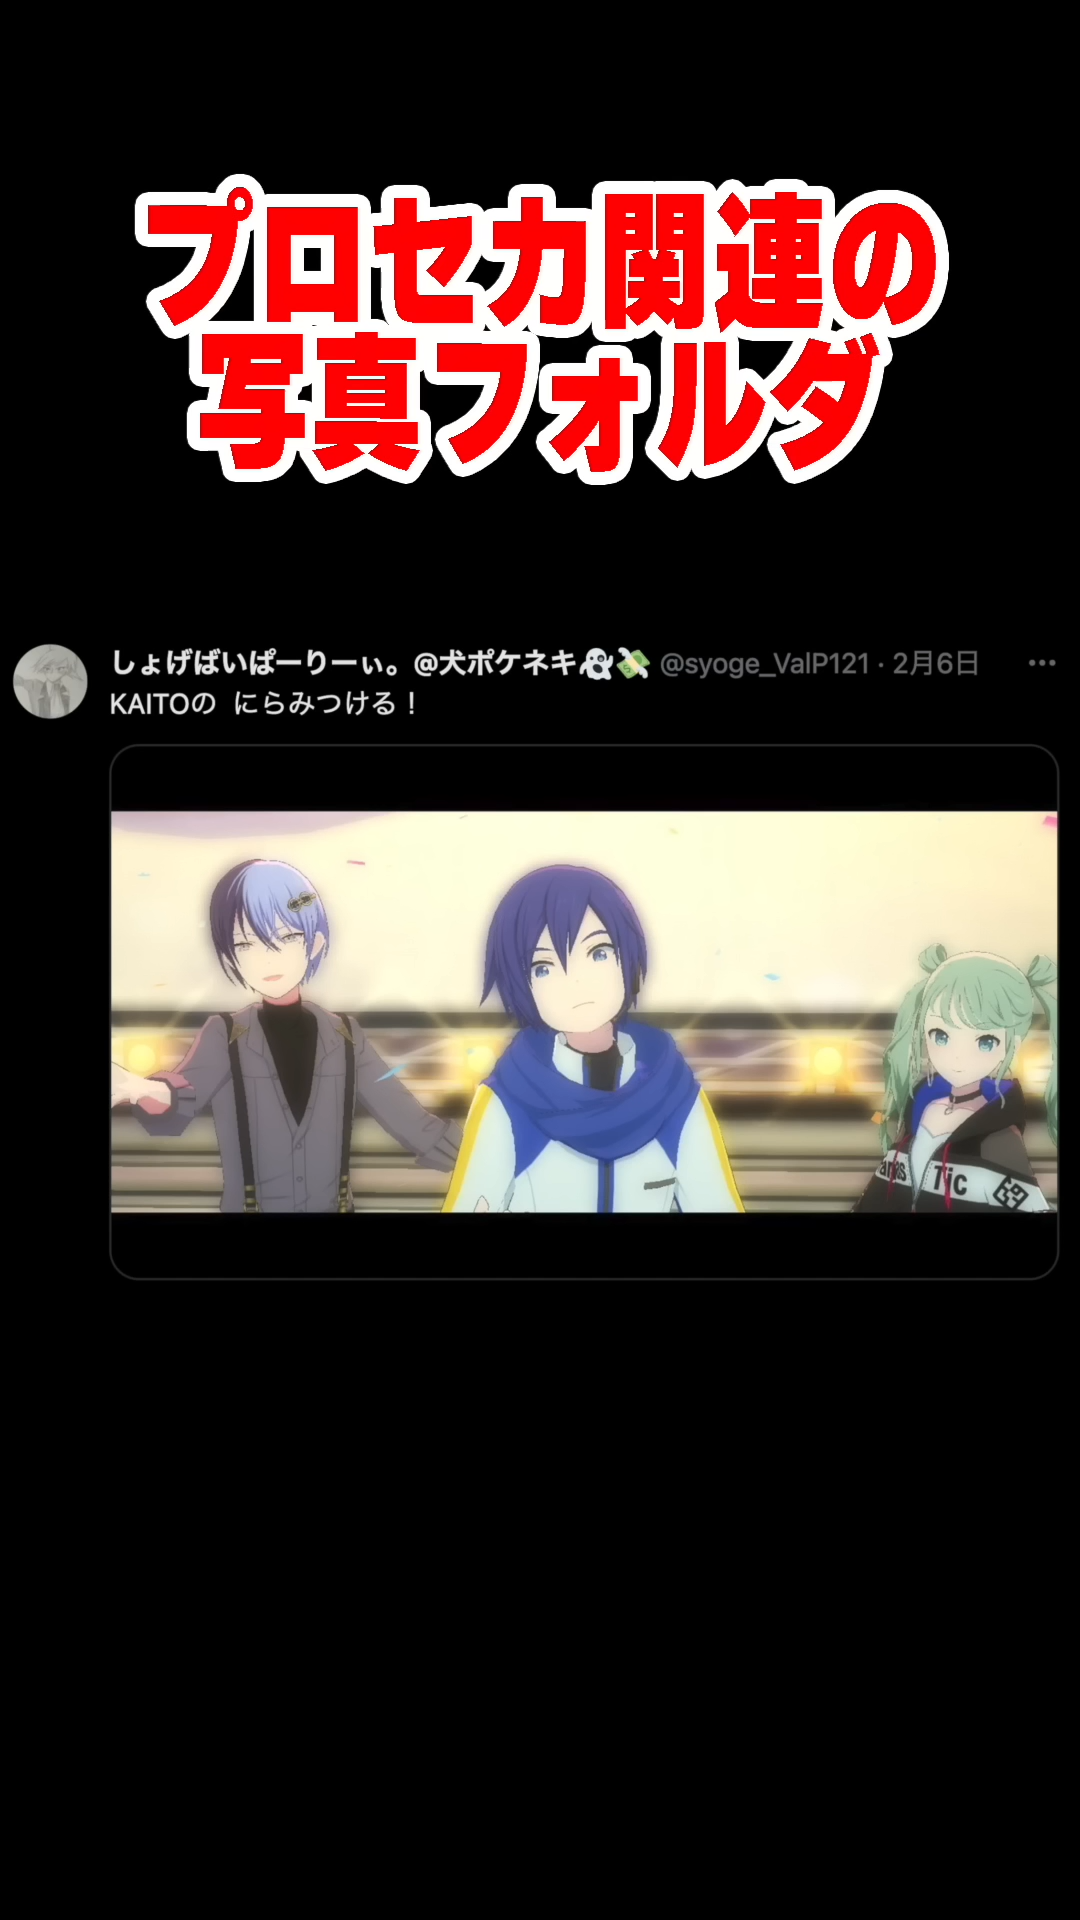 プロセカ関連の
写真フォルダ
しょげばいぱーりーぃ。@犬ポケネキ👻💸 @syoge_ValP121 · 2月6日
KAITOの にらみつける！
Tic